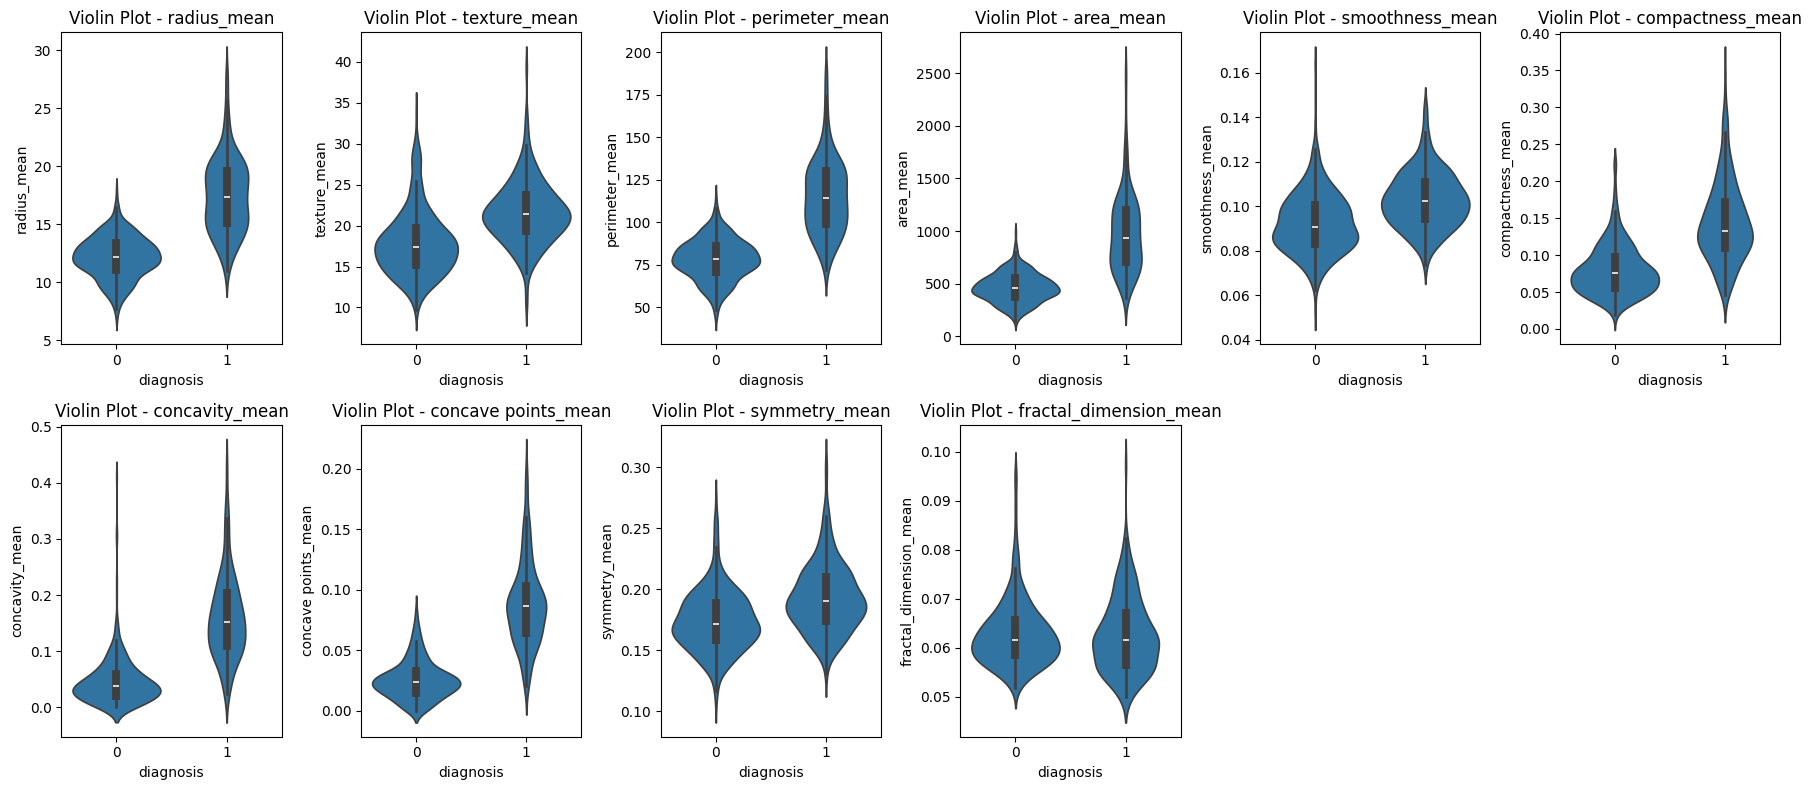 Violin Plot - radius_mean
radius_mean
30
25
20
15
10
5
0
1
diagnosis
Violin Plot - texture_mean
texture_mean
40
35
30
25
20
15
10
0
1
diagnosis
Violin Plot - perimeter_mean
perimeter_mean
200
175
150
125
100
75
50
0
1
diagnosis
Violin Plot - area_mean
area_mean
2500
2000
1500
1000
500
0
0
1
diagnosis
Violin Plot - smoothness_mean
smoothness_mean
0.16
0.14
0.12
0.10
0.08
0.06
0.04
0
1
diagnosis
Violin Plot - compactness_mean
compactness_mean
0.40
0.35
0.30
0.25
0.20
0.15
0.10
0.05
0.00
0
1
diagnosis
Violin Plot - concavity_mean
concavity_mean
0.5
0.4
0.3
0.2
0.1
0.0
0
1
diagnosis
Violin Plot - concave points_mean
concave points_mean
0.20
0.15
0.10
0.05
0.00
0
1
diagnosis
Violin Plot - symmetry_mean
symmetry_mean
0.30
0.25
0.20
0.15
0.10
0
1
diagnosis
Violin Plot - fractal_dimension_mean
fractal_dimension_mean
0.10
0.09
0.08
0.07
0.06
0.05
0
1
diagnosis